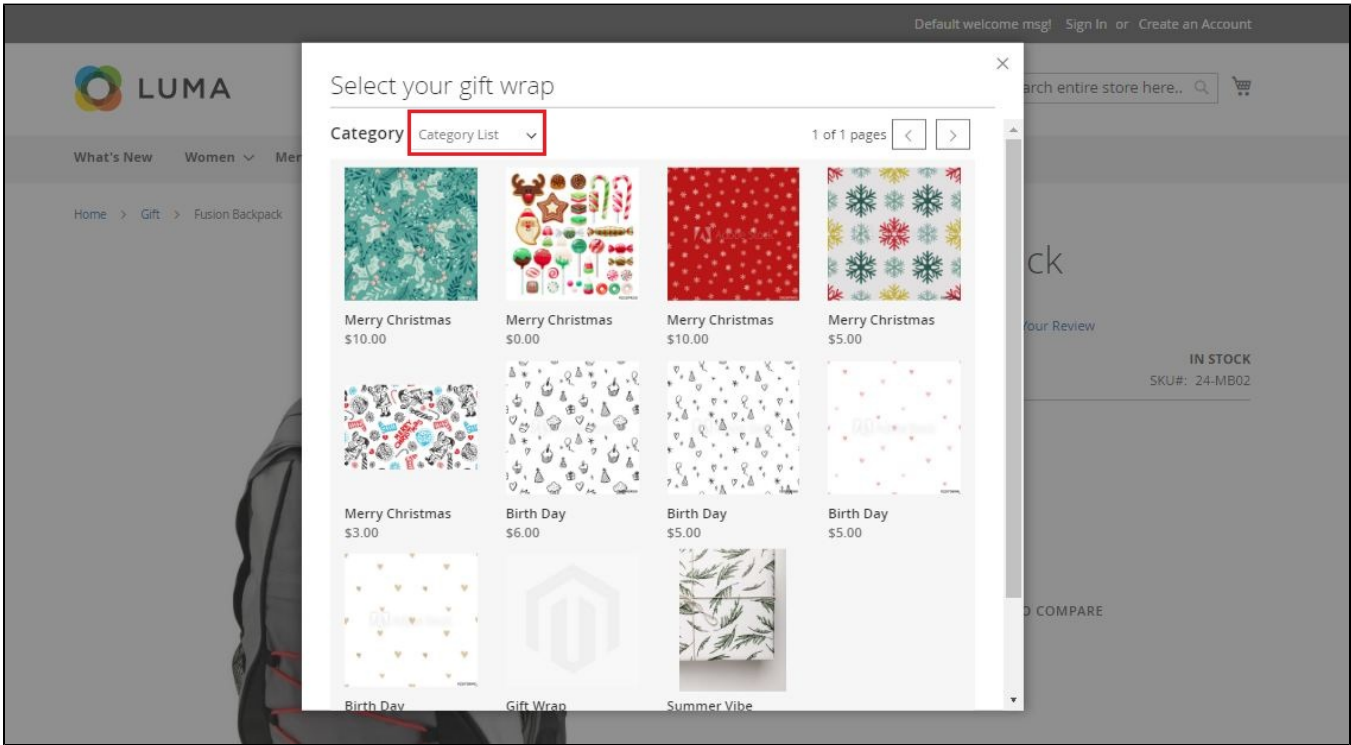 Default welcome msg! Sign In or Create an Account
LUMA
arch entire store here..
What's New Women Mer
Home > Gift > Fusion Backpack
Select your gift wrap
Category Category List 1 of 1 pages < >
ck
Your Review
IN STOCK
SKU#: 24-MB02
O COMPARE
Merry Christmas Merry Christmas Merry Christmas Merry Christmas
$10.00 $0.00 $10.00 $5.00
Merry Christmas Birth Day Birth Day Birth Day
$3.00 $6.00 $5.00 $5.00
Birth Day Gift Wrap Summer Vibe